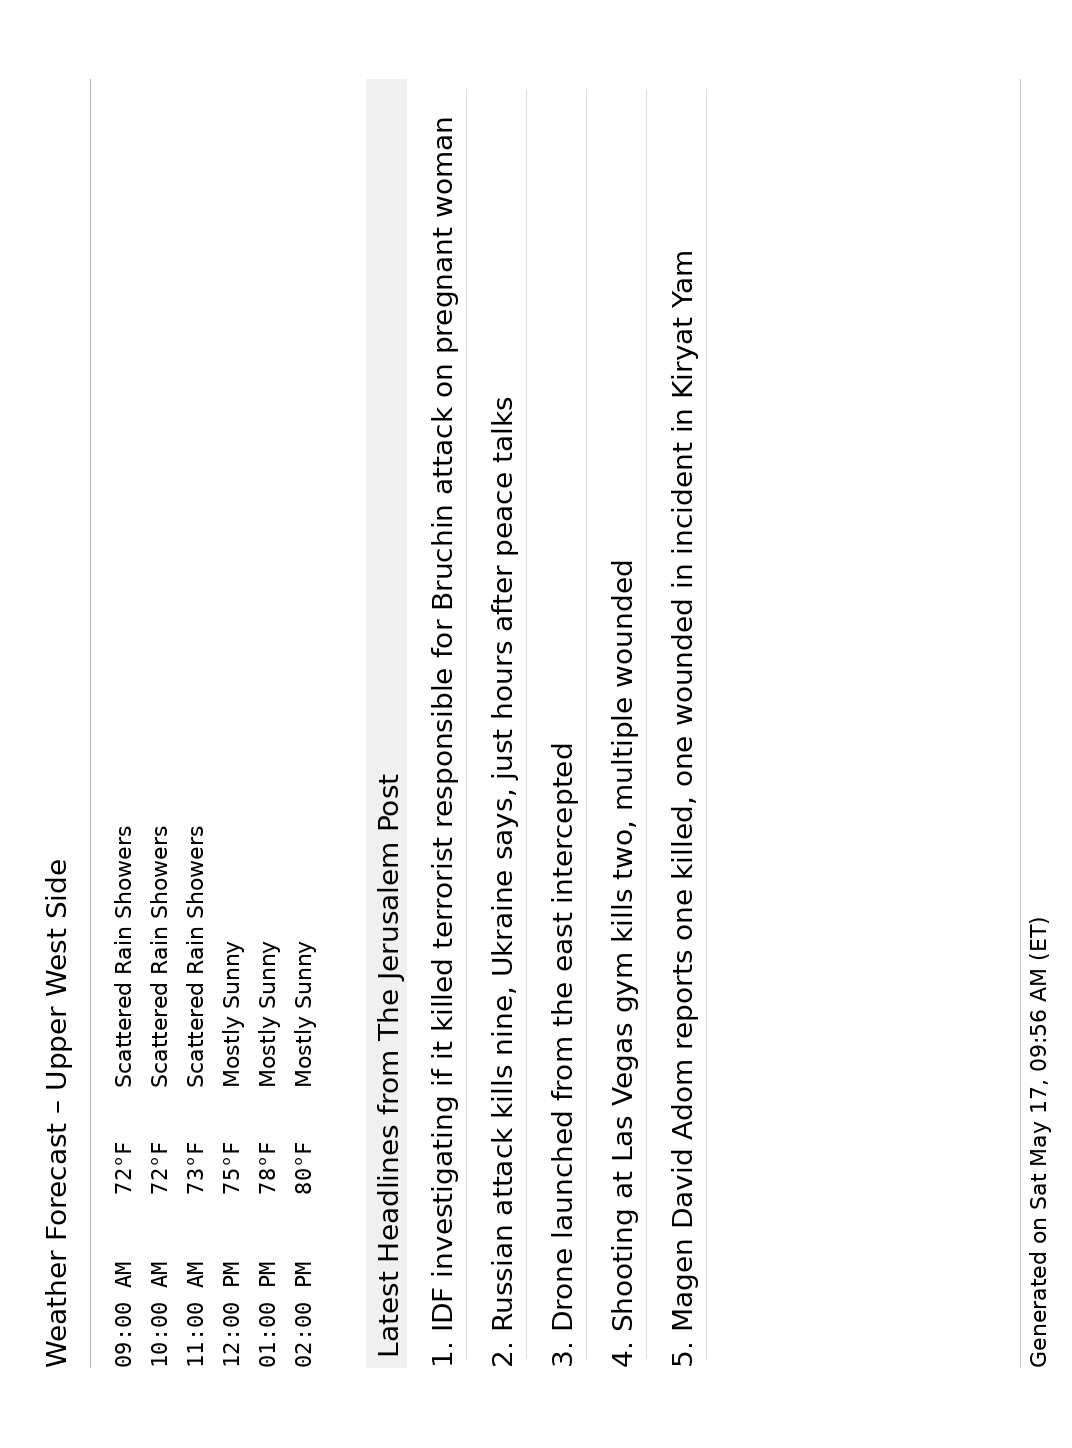 Weather Forecast – Upper West Side
09:00 AM 72°F Scattered Rain Showers
10:00 AM 72°F Scattered Rain Showers
11:00 AM 73°F Scattered Rain Showers
12:00 PM 75°F Mostly Sunny
01:00 PM 78°F Mostly Sunny
02:00 PM 80°F Mostly Sunny
Latest Headlines from The Jerusalem Post
1. IDF investigating if it killed terrorist responsible for Bruchin attack on pregnant woman
2. Russian attack kills nine, Ukraine says, just hours after peace talks
3. Drone launched from the east intercepted
4. Shooting at Las Vegas gym kills two, multiple wounded
5. Magen David Adom reports one killed, one wounded in incident in Kiryat Yam
Generated on Sat May 17, 09:56 AM (ET)